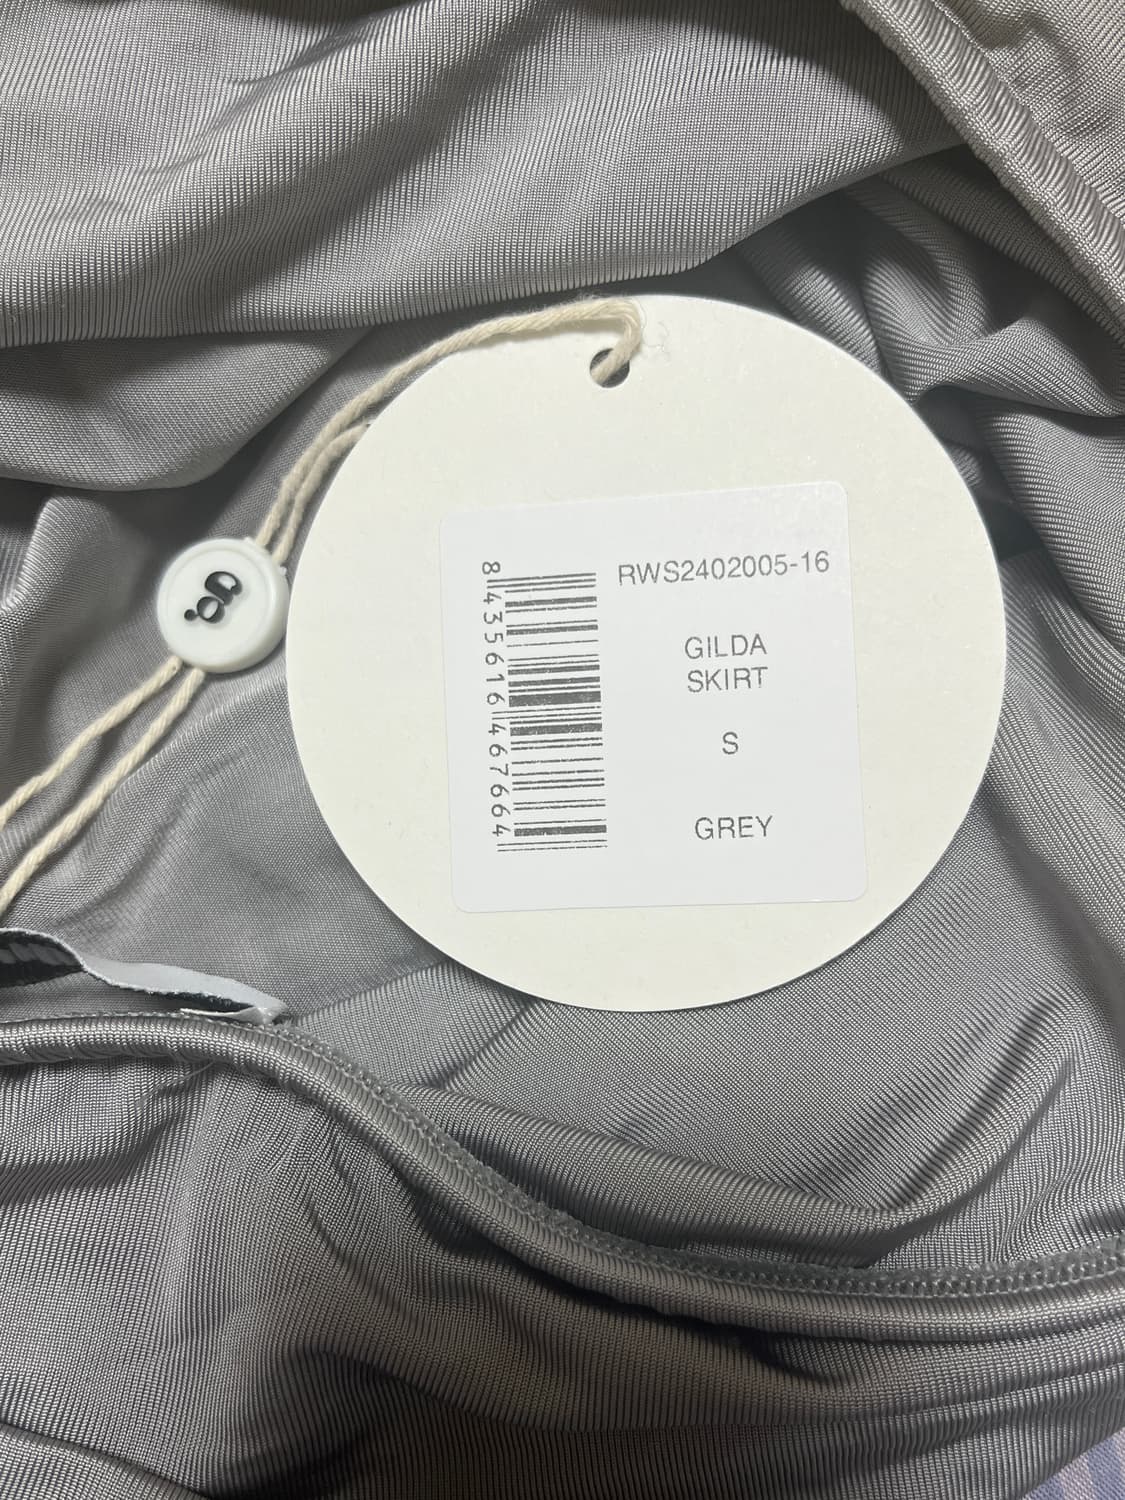 RWS2402005-16
GILDA
SKIRT
S
GREY
8435616467664